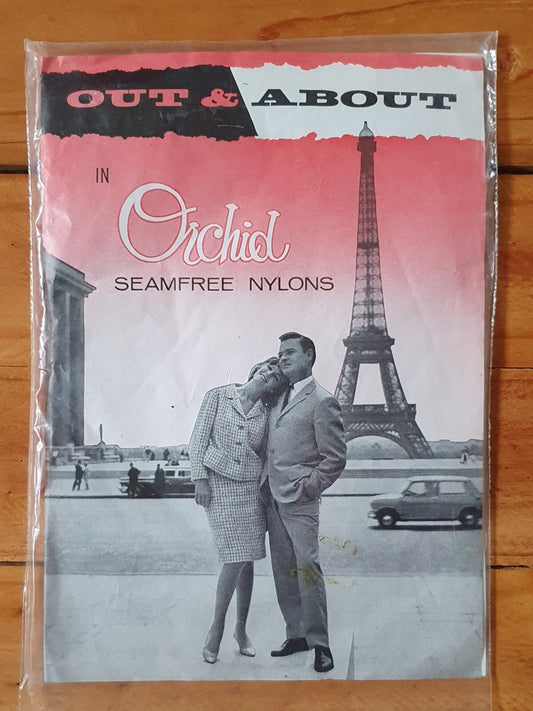 OUT & ABOUT
IN
Orchid
SEAMFREE NYLONS